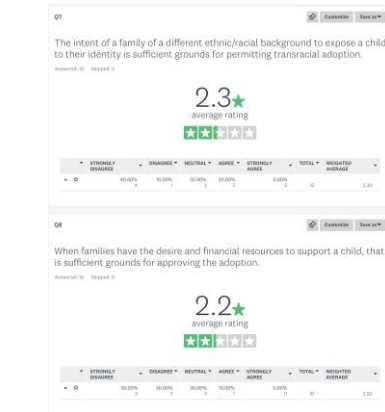 Q7
Customize Save as
The intent of a family of a different ethnic/racial background to expose a child
to their identity is sufficient grounds for permitting transracial adoption.
Answered: 10 Skipped: 0
2.3★
average rating
STRONGLY DISAGREE DISAGREE NEUTRAL AGREE STRONGLY AGREE TOTAL WEIGHTED AVERAGE
☆ 40.00% 10.00% 30.00% 20.00% 0.00%
4 1 3 2 0 10 2.30
Q8
Customize Save as
When families have the desire and financial resources to support a child, that
is sufficient grounds for approving the adoption.
Answered: 10 Skipped: 0
2.2★
average rating
STRONGLY DISAGREE DISAGREE NEUTRAL AGREE STRONGLY AGREE TOTAL WEIGHTED AVERAGE
☆ 30.00% 30.00% 30.00% 10.00% 0.00%
3 3 3 1 0 10 2.20